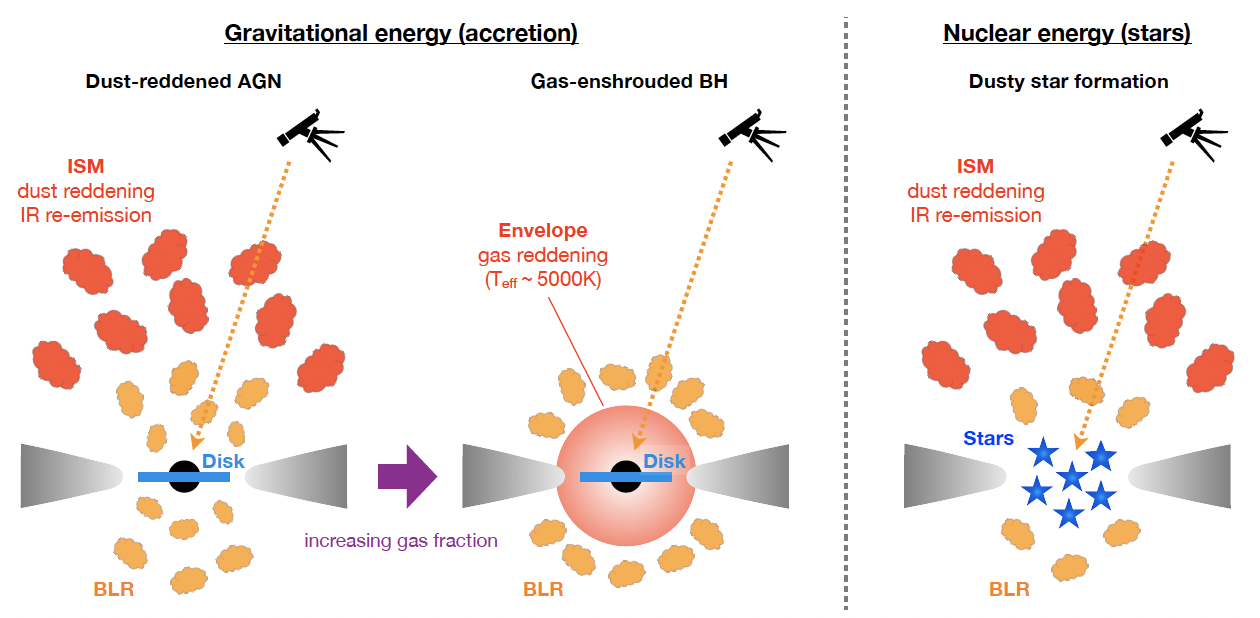 Gravitational energy (accretion)
Nuclear energy (stars)
Dust-reddened AGN
Gas-enshrouded BH
Dusty star formation
ISM
dust reddening
IR re-emission
Envelope
gas reddening
(Teff ~ 5000K)
ISM
dust reddening
IR re-emission
Disk
Disk
Stars
increasing gas fraction
BLR
BLR
BLR